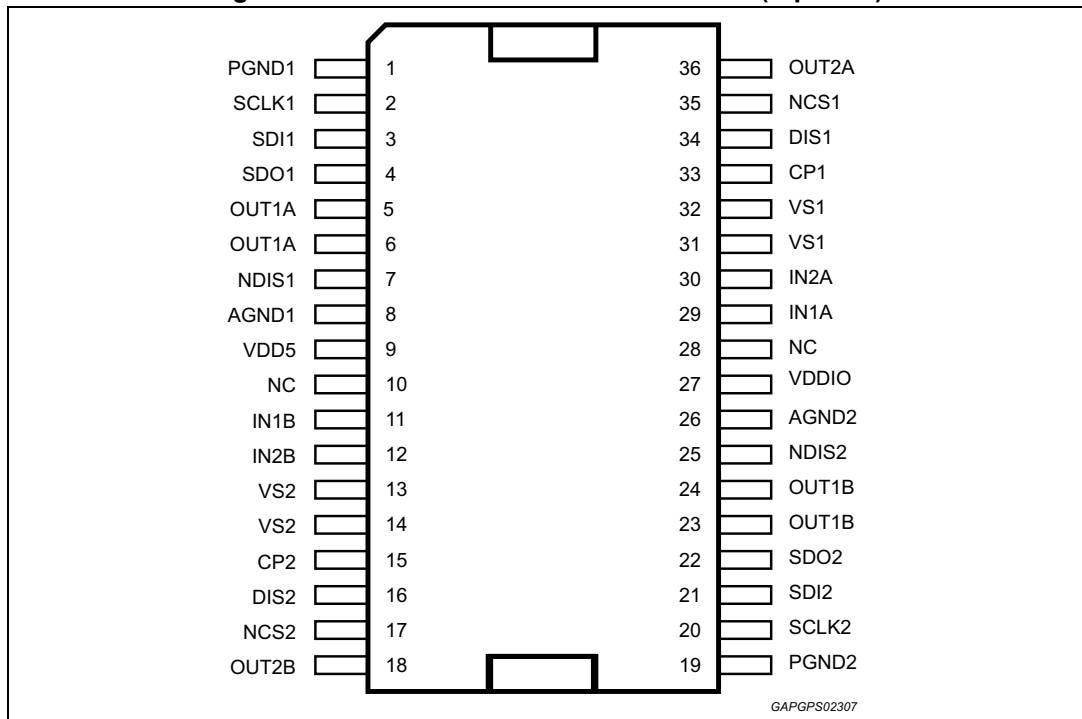 PGND1 1 36 OUT2A
SCLK1 2 35 NCS1
SDI1 3 34 DIS1
SDO1 4 33 CP1
OUT1A 5 32 VS1
OUT1A 6 31 VS1
NDIS1 7 30 IN2A
AGND1 8 29 IN1A
VDD5 9 28 NC
NC 10 27 VDDIO
IN1B 11 26 AGND2
IN2B 12 25 NDIS2
VS2 13 24 OUT1B
VS2 14 23 OUT1B
CP2 15 22 SDO2
DIS2 16 21 SDI2
NCS2 17 20 SCLK2
OUT2B 18 19 PGND2
GAPGPS02307